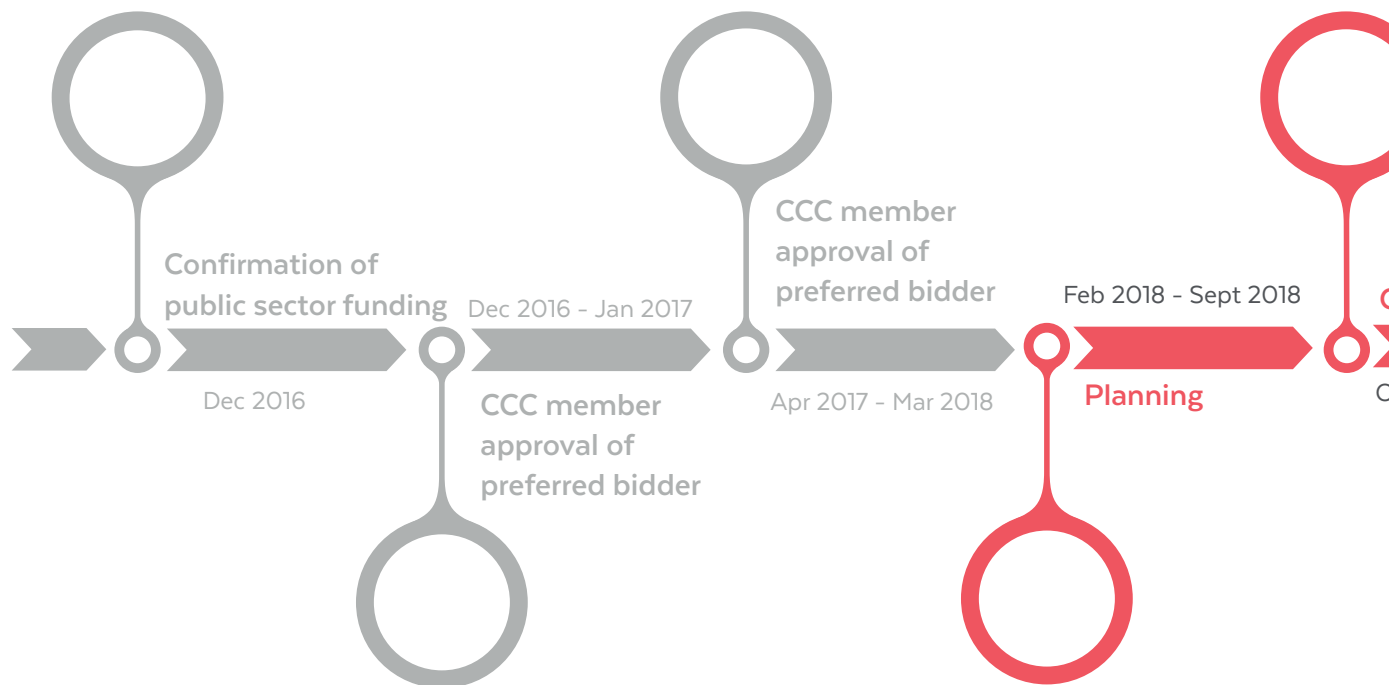 Confirmation of
public sector funding
Dec 2016
Dec 2016 - Jan 2017
CCC member
approval of
preferred bidder
CCC member
approval of
preferred bidder
Apr 2017 - Mar 2018
Feb 2018 - Sept 2018
Planning